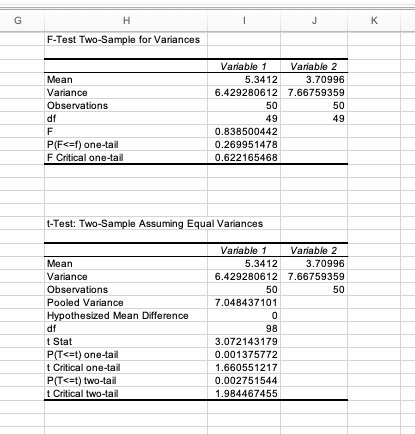 G H I J K
F-Test Two-Sample for Variances
Variable 1 Variable 2
Mean 5.3412 3.70996
Variance 6.429280612 7.66759359
Observations 50 50
df 49 49
F 0.838500442
P(F<=f) one-tail 0.269951478
F Critical one-tail 0.622165468
t-Test: Two-Sample Assuming Equal Variances
Variable 1 Variable 2
Mean 5.3412 3.70996
Variance 6.429280612 7.66759359
Observations 50 50
Pooled Variance 7.048437101
Hypothesized Mean Difference 0
df 98
t Stat 3.072143179
P(T<=t) one-tail 0.001375772
t Critical one-tail 1.660551217
P(T<=t) two-tail 0.002751544
t Critical two-tail 1.984467455